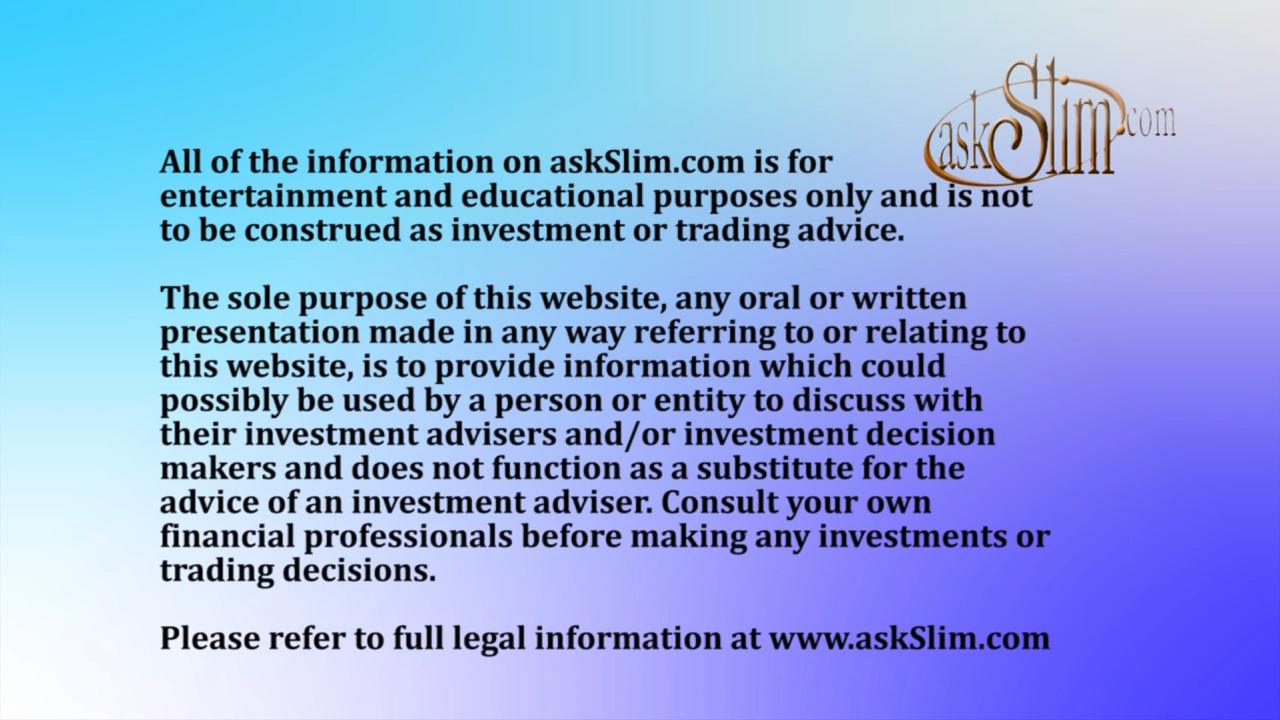 askSlim.com
All of the information on askSlim.com is for
entertainment and educational purposes only and is not
to be construed as investment or trading advice.
The sole purpose of this website, any oral or written
presentation made in any way referring to or relating to
this website, is to provide information which could
possibly be used by a person or entity to discuss with
their investment advisers and/or investment decision
makers and does not function as a substitute for the
advice of an investment adviser. Consult your own
financial professionals before making any investments or
trading decisions.
Please refer to full legal information at www.askSlim.com